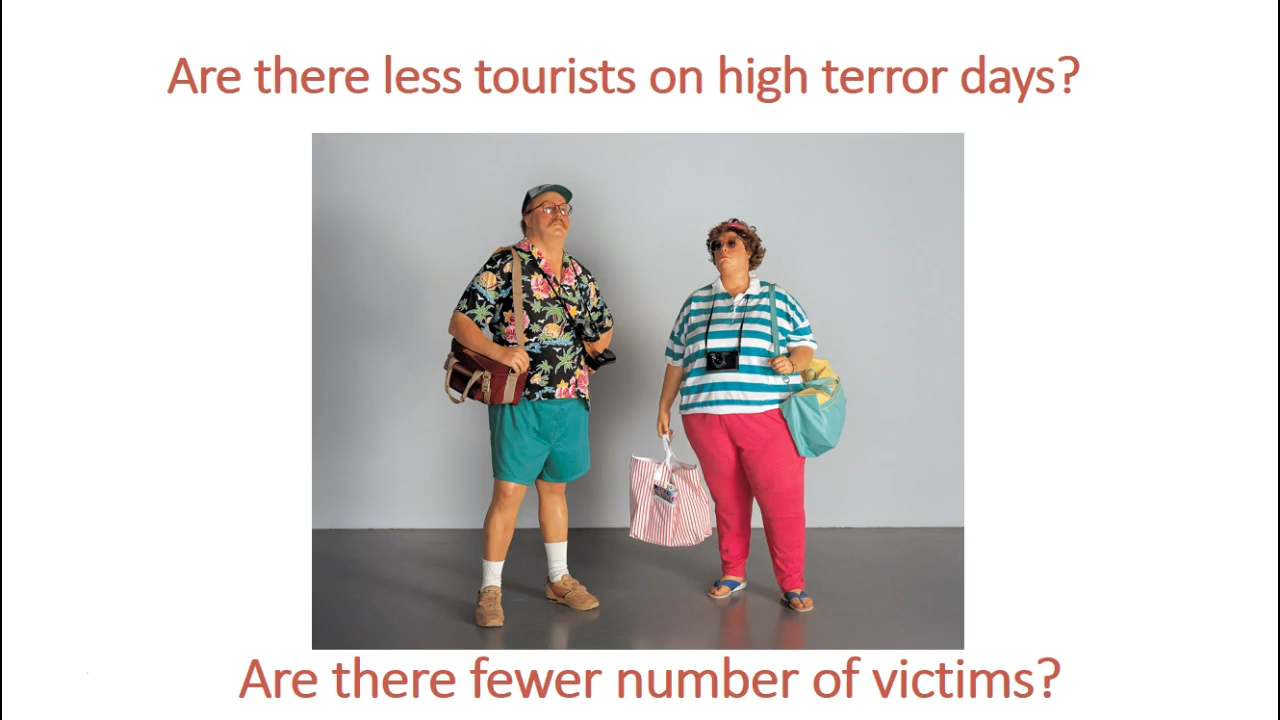 Are there less tourists on high terror days?
Are there fewer number of victims?